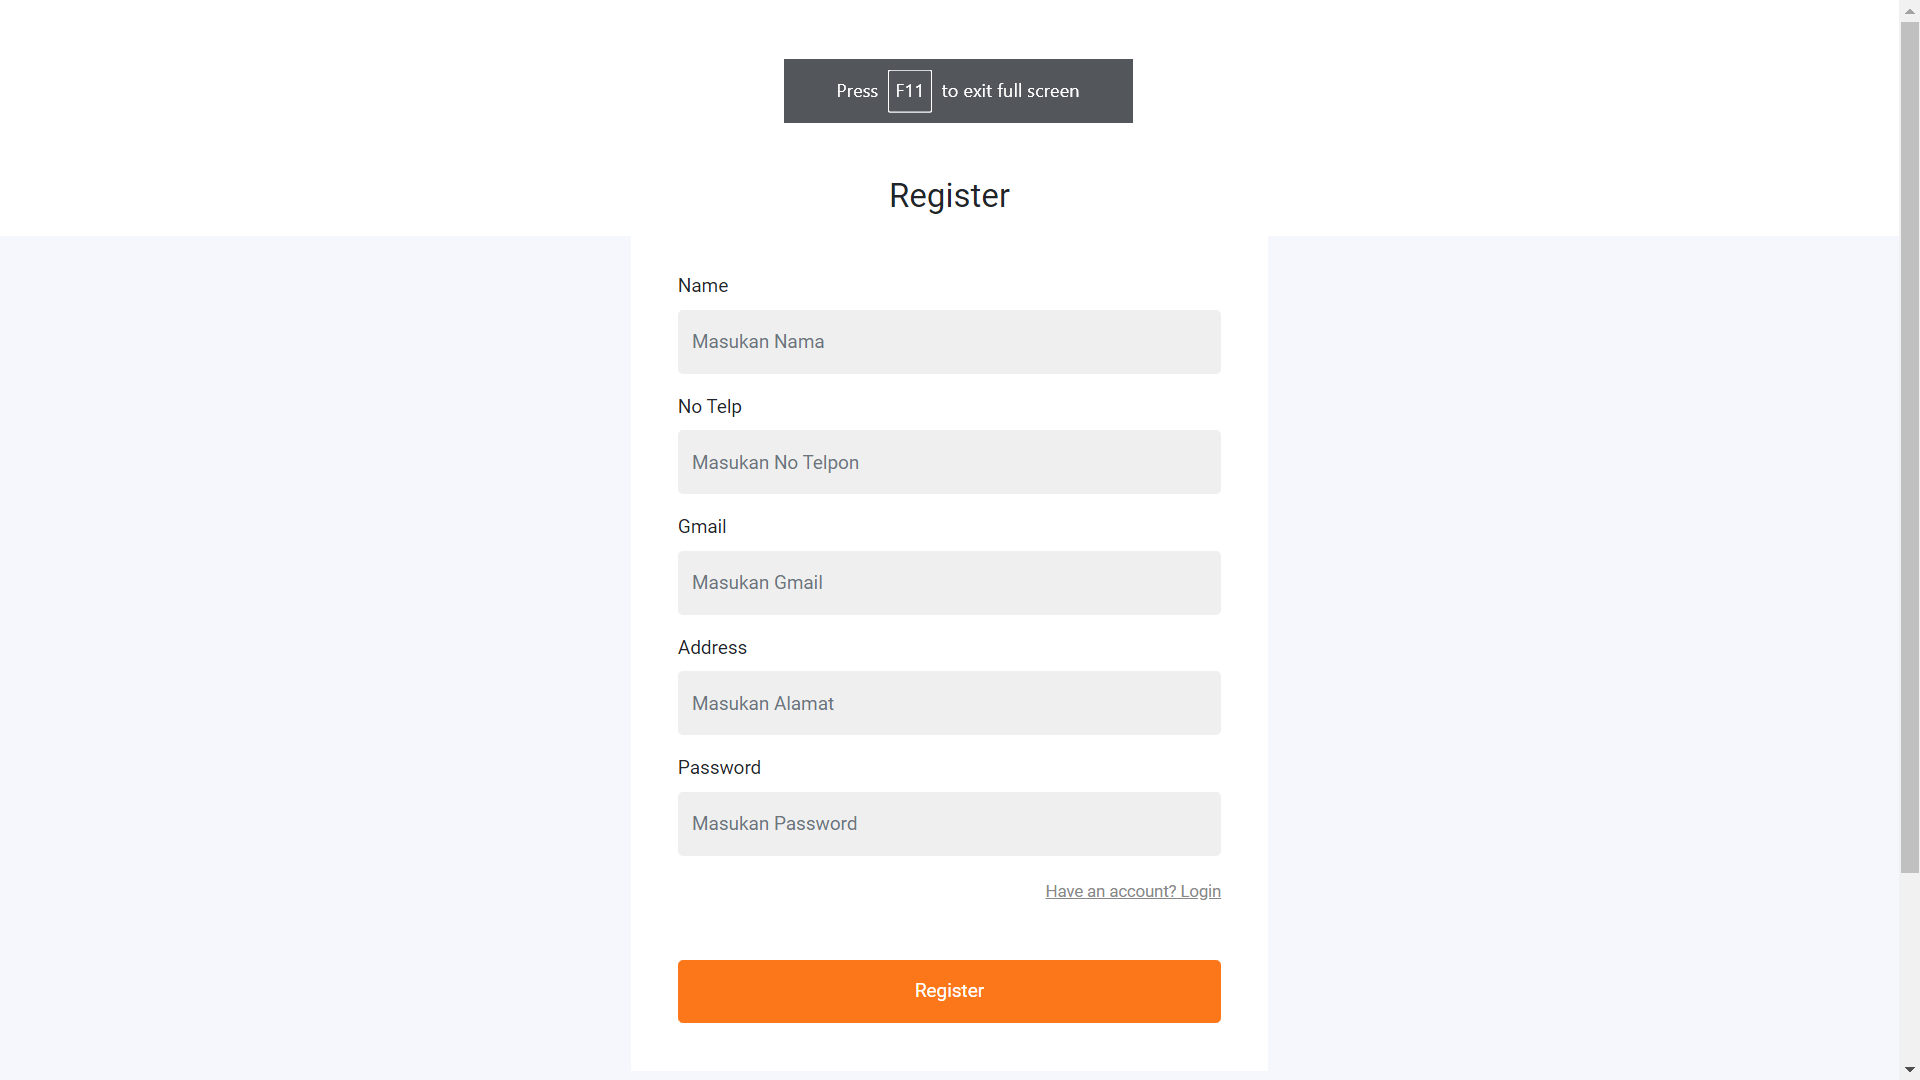 Press F11 to exit full screen
Register
Name
Masukan Nama
No Telp
Masukan No Telpon
Gmail
Masukan Gmail
Address
Masukan Alamat
Password
Masukan Password
Have an account? Login
Register